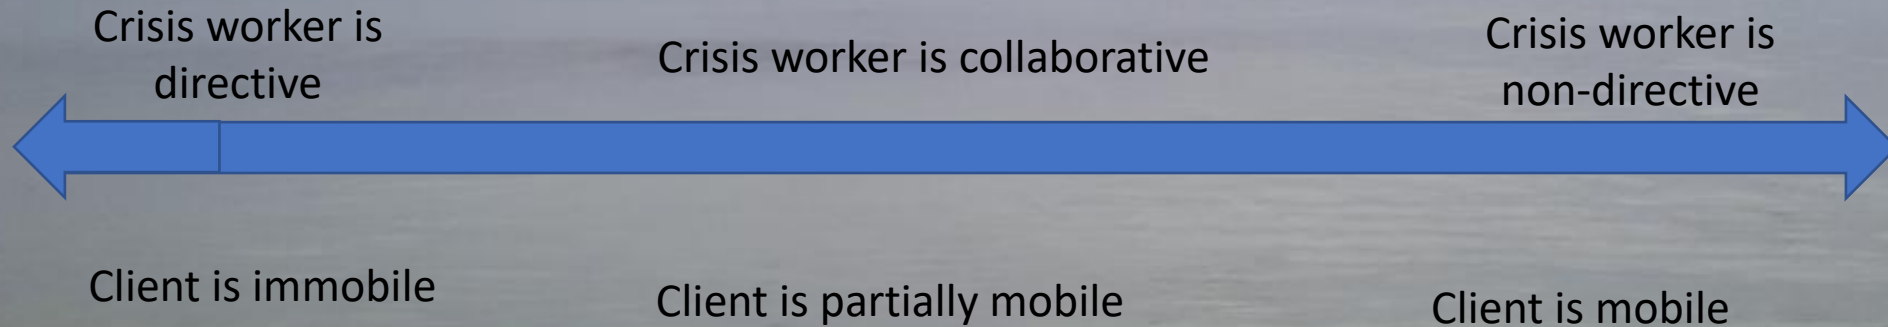 Crisis worker is
directive
Crisis worker is collaborative
Crisis worker is
non-directive
Client is immobile
Client is partially mobile
Client is mobile